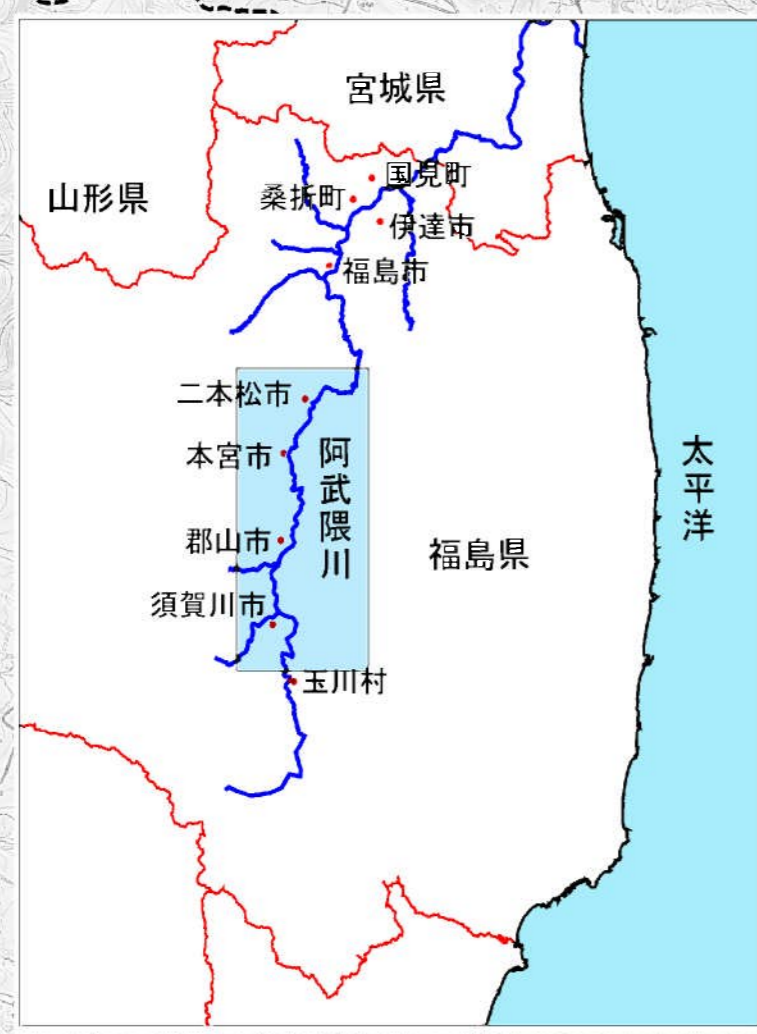 宮城県
山形県
国見町
桑折町
伊達市
福島市
二本松市
本宮市
阿武隈川
太平洋
郡山市
福島県
須賀川市
玉川村